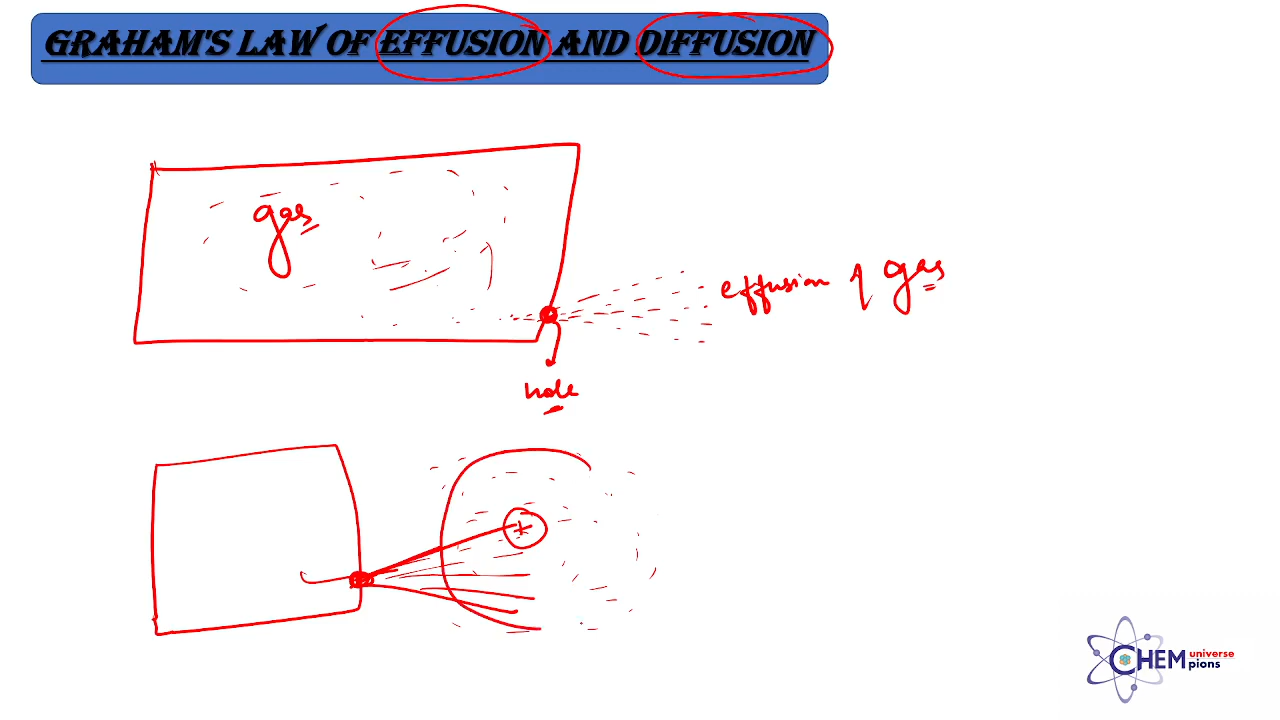 GRAHAM'S LAW OF EFFUSION AND DIFFUSION
gas
effusion of gas
hole
+
CHEM universe
pions